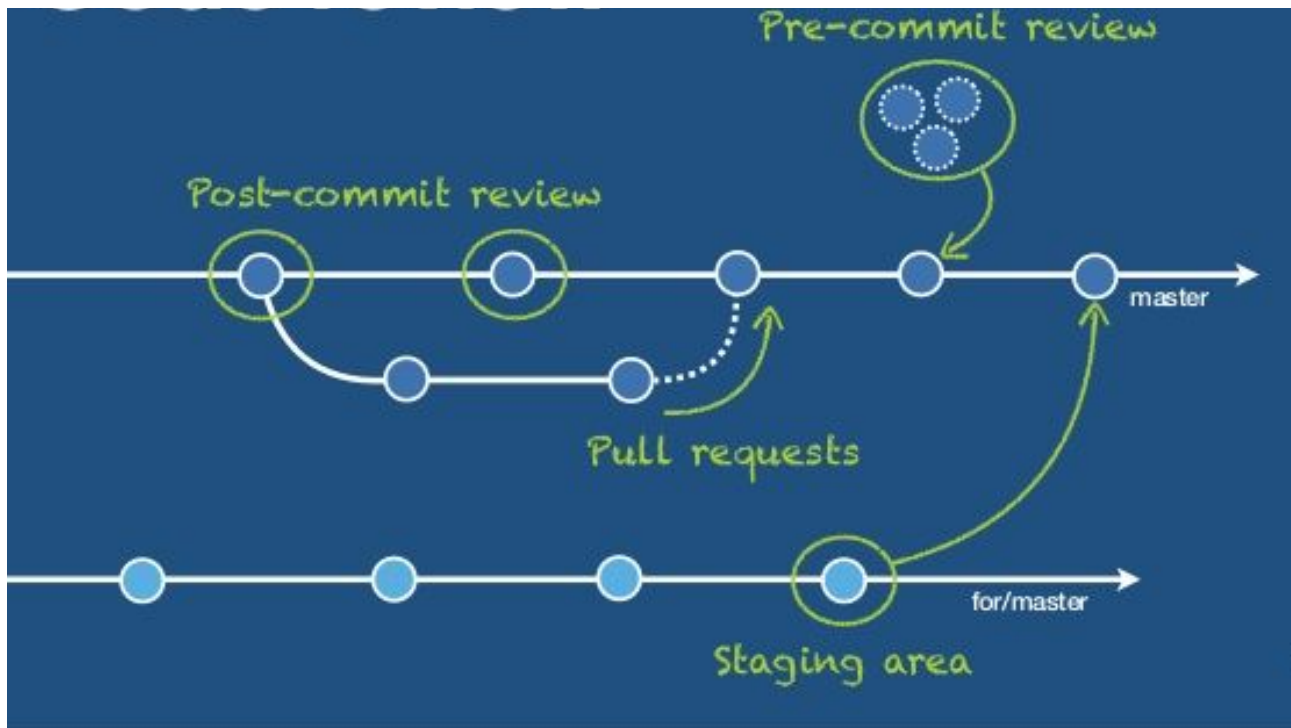 Pre-commit review
Post-commit review
master
Pull requests
for/master
Staging area